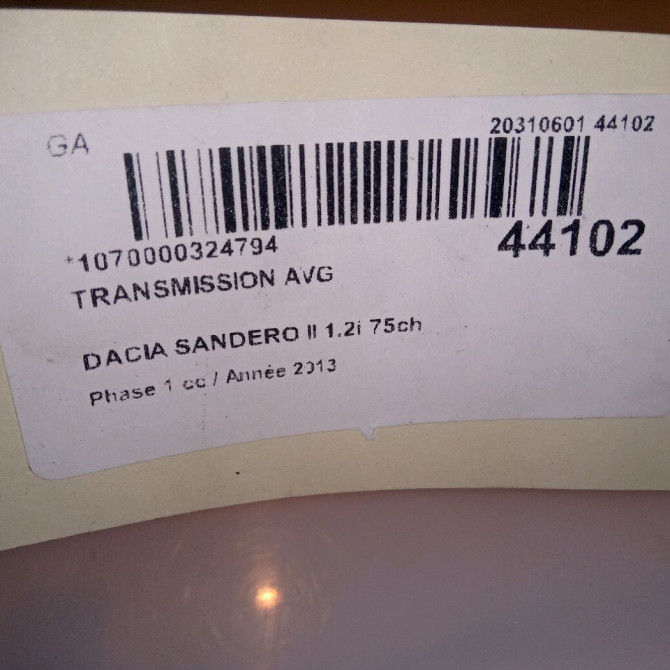 GA
20310601 44102
*1070000324794
44102
TRANSMISSION AVG
DACIA SANDERO II 1.2i 75ch
Phase 1 cc / Année 2013